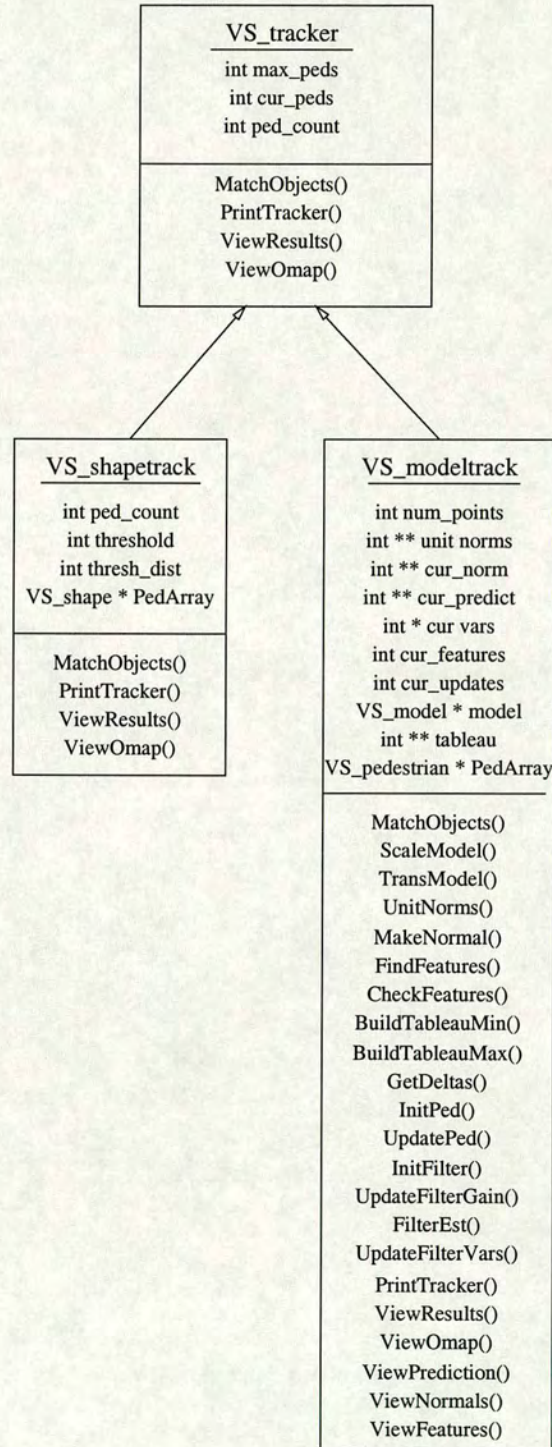 VS_tracker
int max_peds
int cur_peds
int ped_count
MatchObjects()
PrintTracker()
ViewResults()
ViewOmap()
VS_shapetrack
int ped_count
int threshold
int thresh_dist
VS_shape * PedArray
MatchObjects()
PrintTracker()
ViewResults()
ViewOmap()
VS_modeltrack
int num_points
int ** unit norms
int ** cur_norm
int ** cur_predict
int * cur vars
int cur_features
int cur_updates
VS_model * model
int ** tableau
VS_pedestrian * PedArray
MatchObjects()
ScaleModel()
TransModel()
UnitNorms()
MakeNormal()
FindFeatures()
CheckFeatures()
BuildTableauMin()
BuildTableauMax()
GetDeltas()
InitPed()
UpdatePed()
InitFilter()
UpdateFilterGain()
FilterEst()
UpdateFilterVars()
PrintTracker()
ViewResults()
ViewOmap()
ViewPrediction()
ViewNormals()
ViewFeatures()